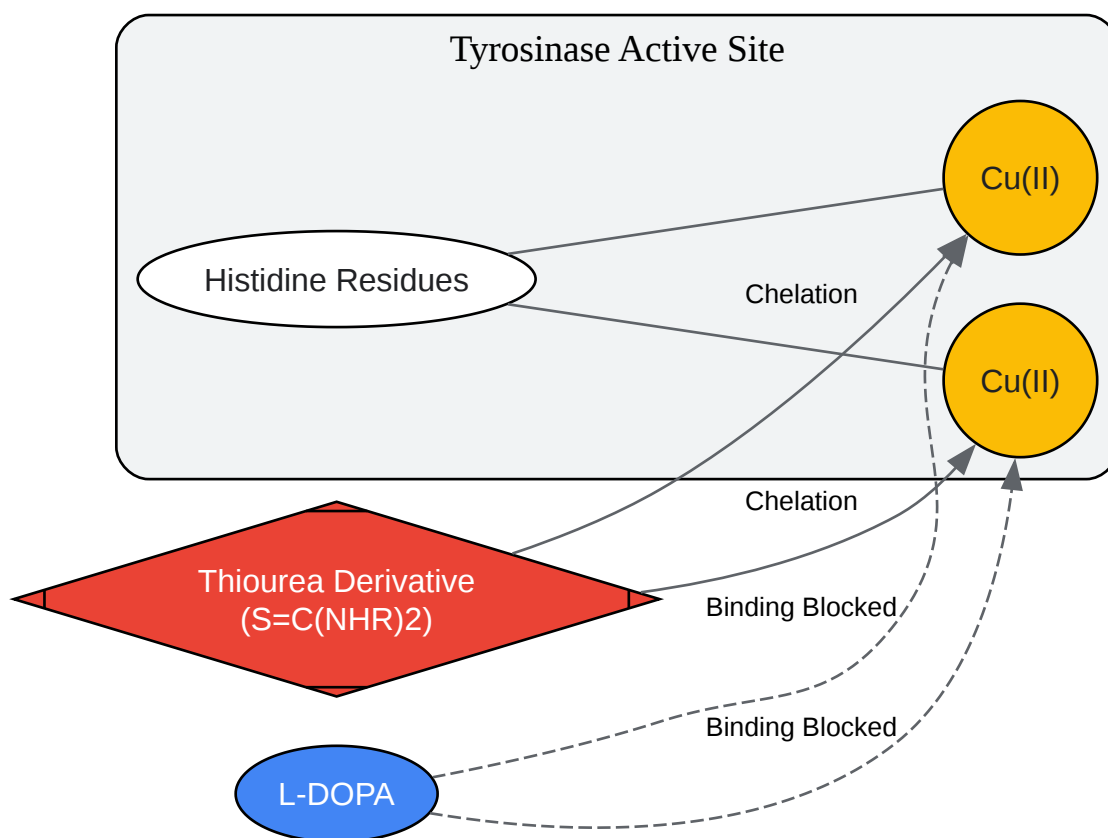 Tyrosinase Active Site
Cu(II)
Histidine Residues
Chelation
Cu(II)
Chelation
Thiourea Derivative
(S=C(NHR)2)
Binding Blocked
Binding Blocked
L-DOPA